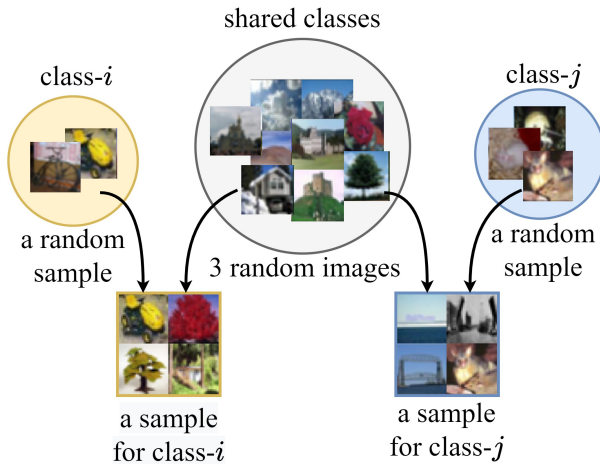 shared classes
class-i
class-j
a random
sample
3 random images
a random
sample
a sample
for class-i
a sample
for class-j